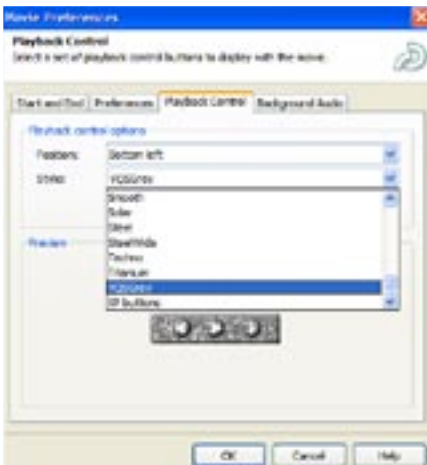 Movie Preferences
Playback Control
Select a set of playback control buttons to display with the movie.
Start and End Preferences Playback Control Background Audio
Playback control options
Position: Bottom left
Style:
Smooth
Solar
Steel
SteelWide
Techno
Titanium
XP buttons
Preview
OK Cancel Help